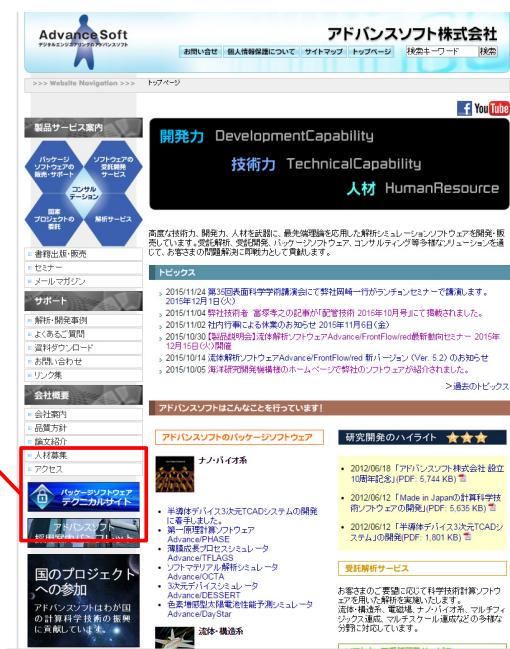 AdvanceSoft
デジタルエンジニアリングのアドバンスソフト
アドバンスソフト株式会社
お問い合せ 個人情報保護について サイトマップ トップページ 検索キーワード 検索
>>> Website Navigation >>> トップページ
You Tube
製品サービス案内
パッケージ
ソフトウェアの
販売・サポート
ソフトウェアの
受託開発
サービス
コンサル
テーション
国家
プロジェクトの
委託
解析サービス
書籍出版・販売
セミナー
メールマガジン
サポート
解析・開発事例
よくあるご質問
資料ダウンロード
お問い合わせ
リンク集
会社概要
会社案内
品質方針
論文紹介
人材募集
アクセス
パッケージソフトウェア
テクニカルサイト
アドバンスソフト
採用案内パンフレット
国のプロジェクト
への参加
アドバンスソフトはわが国
の計算科学技術の振興
に貢献しています。
開発力 DevelopmentCapability
技術力 TechnicalCapability
人材 HumanResource
高度な技術力、開発力、人材を武器に、最先端理論を応用した解析シミュレーションソフトウェアを開発・販
売しています。受託解析、受託開発、パッケージソフトウェア、コンサルティング等多様なソリューションを通
じて、お客さまの問題解決に即戦力として貢献します。
トピックス
2015/11/24 第35回表面科学学術講演会にて弊社岡崎一行がランチョンセミナーで講演します。
2015年12月1日(火)
2015/11/04 弊社技術者 富塚孝之の記事が「配管技術 2015年10月号」にて掲載されました。
2015/11/02 社内行事による休業のお知らせ 2015年11月6日(金)
2015/10/30 【製品説明会】流体解析ソフトウェアAdvance/FrontFlow/red最新動向セミナー 2015年
12月15日(火)開催
2015/10/14 流体解析ソフトウェアAdvance/FrontFlow/red 新バージョン (Ver. 5.2) のお知らせ
2015/10/05 海洋研究開発機構様のホームページで弊社のソフトウェアが紹介されました。
>過去のトピックス
アドバンスソフトはこんなことを行っています!
アドバンスソフトのパッケージソフトウェア
ナノ・バイオ系
半導体デバイス3次元TCADシステムの開発
に着手しました。
第一原理計算ソフトウェア
Advance/PHASE
薄膜成長プロセスシミュレータ
Advance/TFLAGS
ソフトマテリアル解析シミュレータ
Advance/OCTA
3次元デバイスシミュレータ
Advance/DESSERT
色素増感型太陽電池性能予測シミュレータ
Advance/DayStar
流体・構造系
研究開発のハイライト ★★★
2012/06/18 「アドバンスソフト株式会社 設立
10周年記念」(PDF: 5,744 KB)
2012/06/12 「Made in Japanの計算科学技
術ソフトウェアの開発」(PDF: 5,635 KB)
2012/06/12 「半導体デバイス3次元TCADシ
ステム」の開発(PDF: 1,801 KB)
受託解析サービス
お客さまのご要望に応じて科学技術計算ソフトウ
ェアを用いた解析を実施いたします。
流体・構造系、電磁場、ナノ・バイオ系、マルチフィ
ジックス連成、マルチスケール連成などの多様な
分野に対応しています。